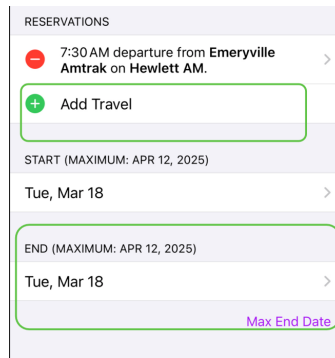 RESERVATIONS
7:30 AM departure from Emeryville
Amtrak on Hewlett AM.
Add Travel
START (MAXIMUM: APR 12, 2025)
Tue, Mar 18
END (MAXIMUM: APR 12, 2025)
Tue, Mar 18
Max End Date